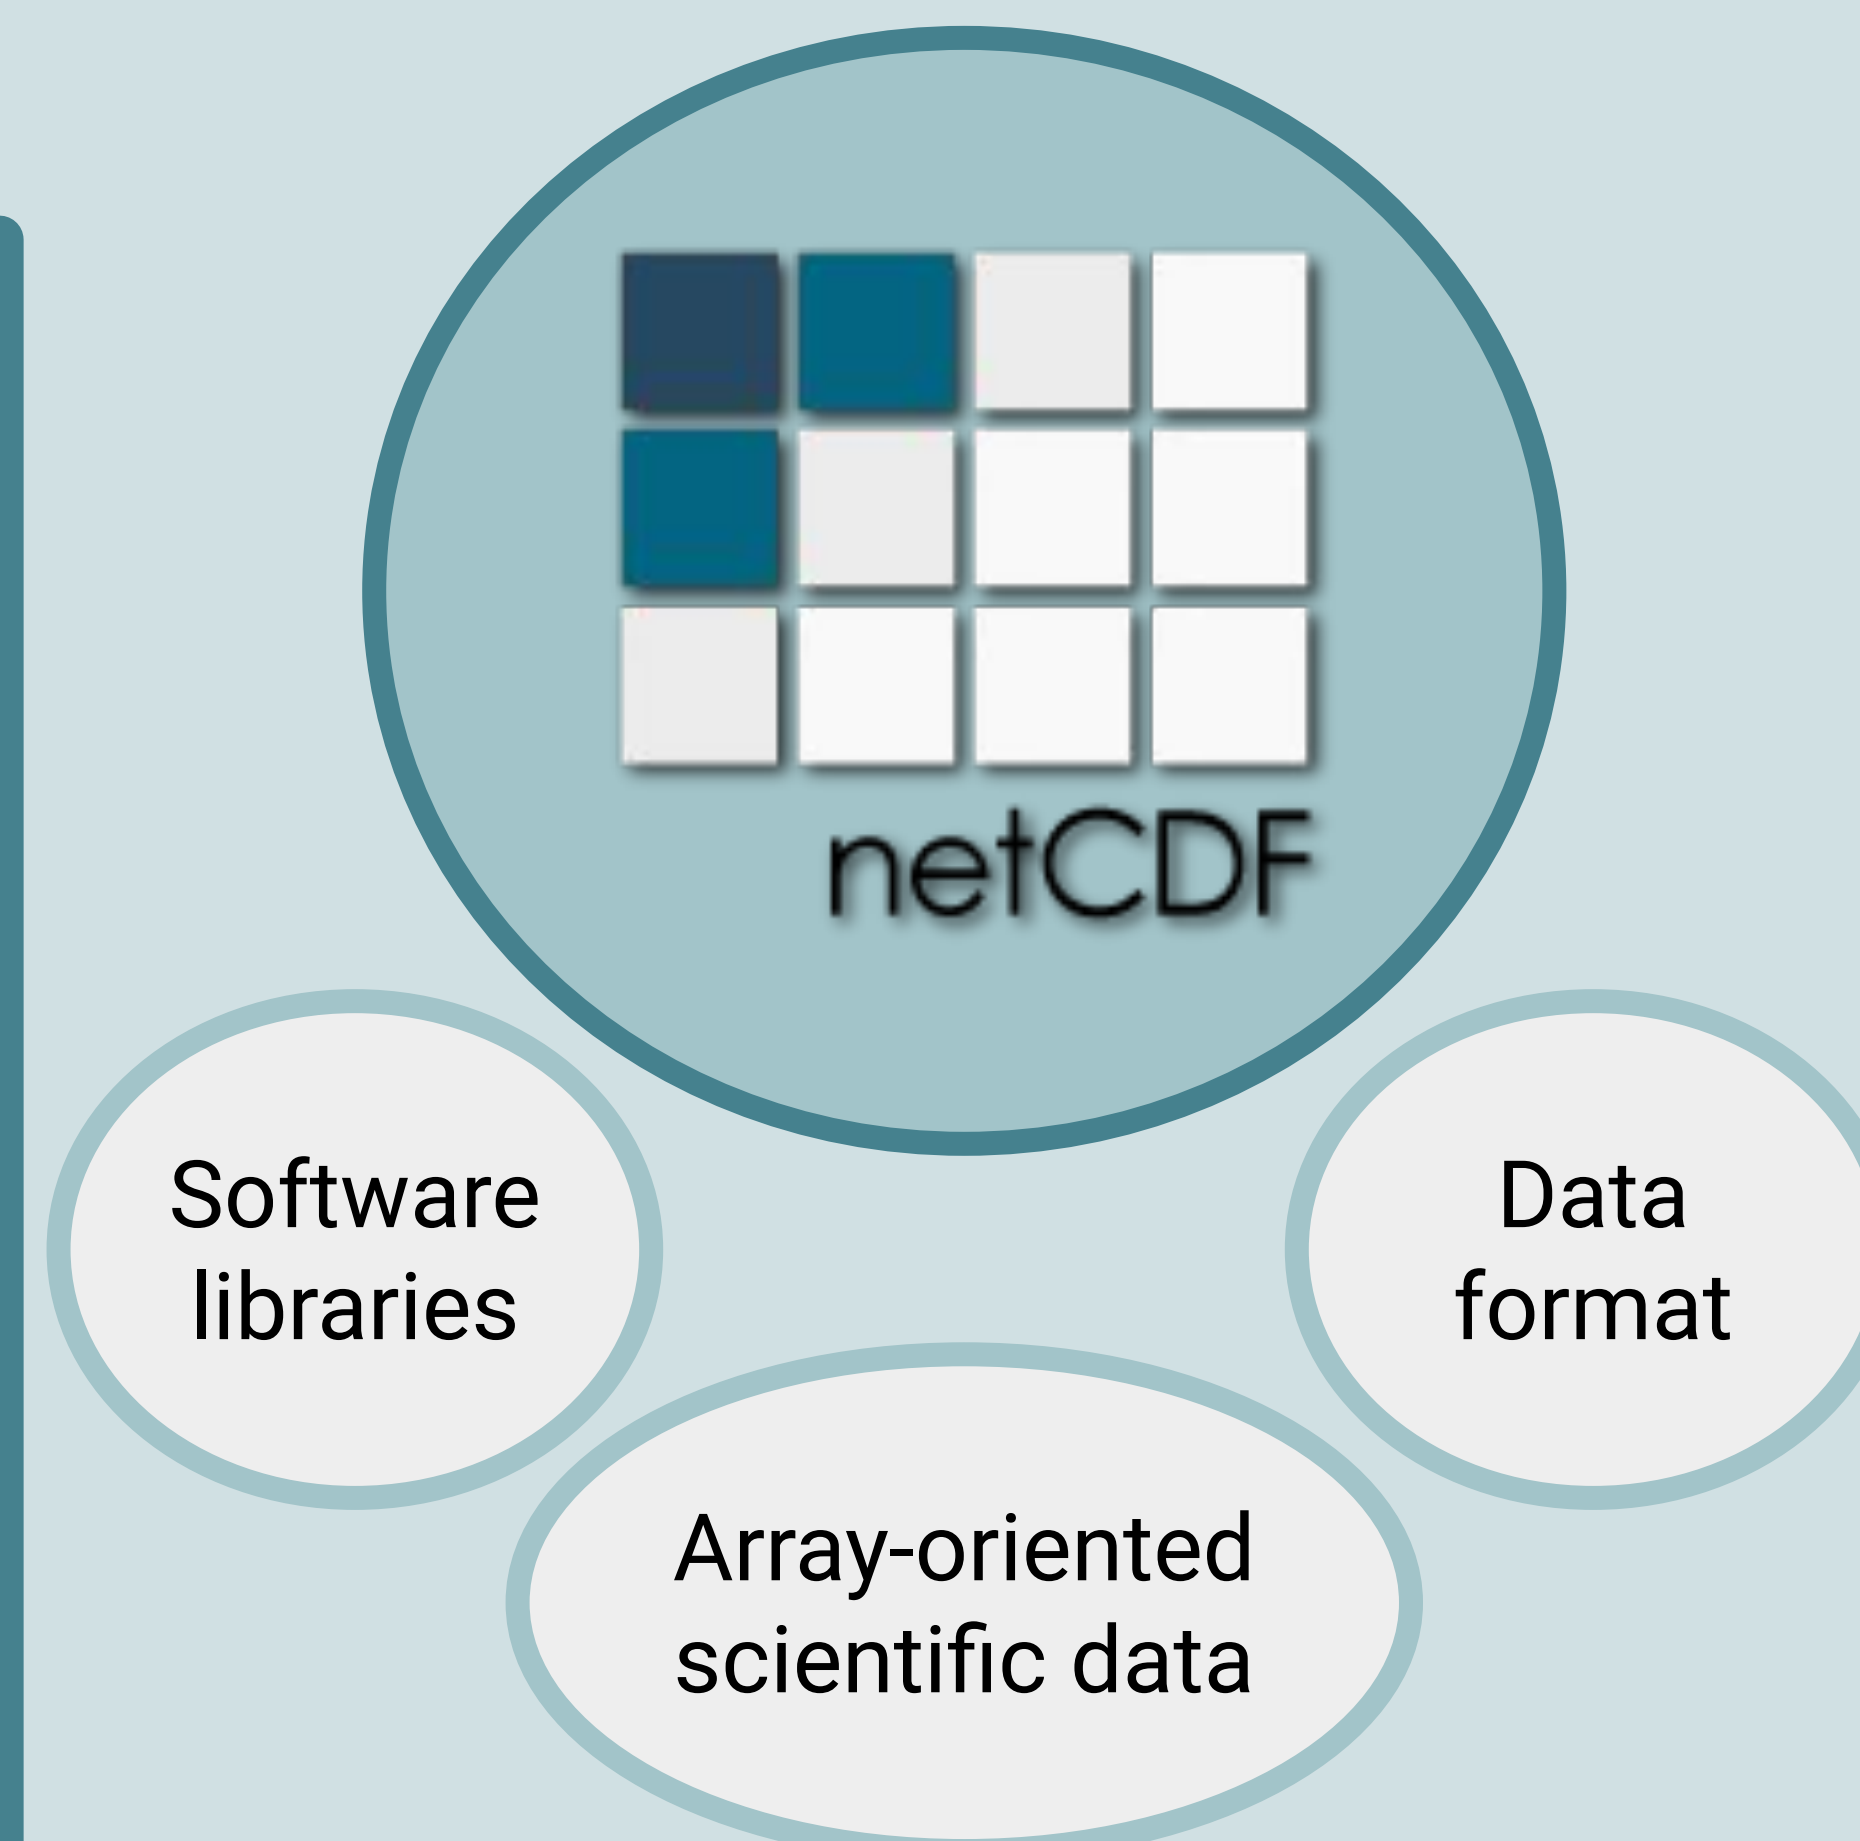 netCDF
Software
libraries
Data
format
Array-oriented
scientific data